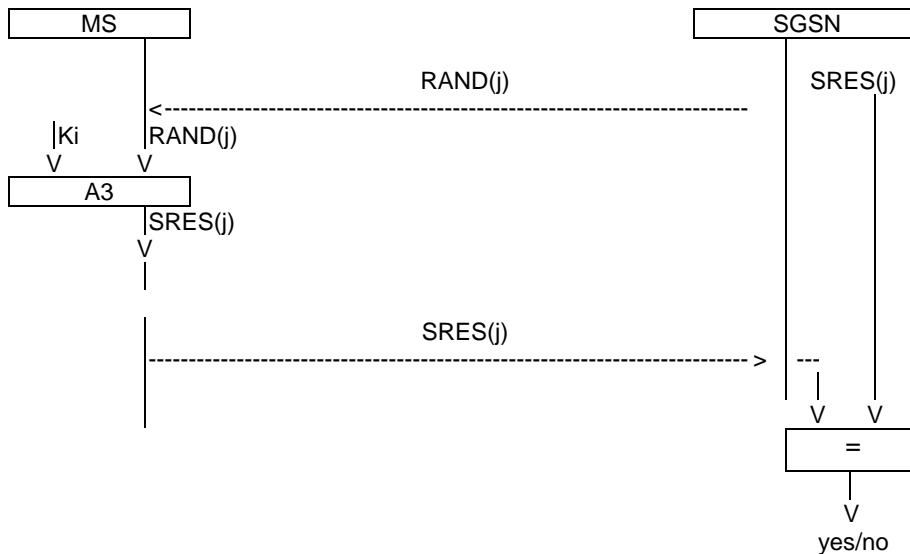 MS SGSN
RAND(j) SRES(j)
<----------------------------------------------------------
Ki RAND(j)
V V
A3
SRES(j)
V
SRES(j)
------------------------------------------------------------ > ---
V V
=
V
yes/no